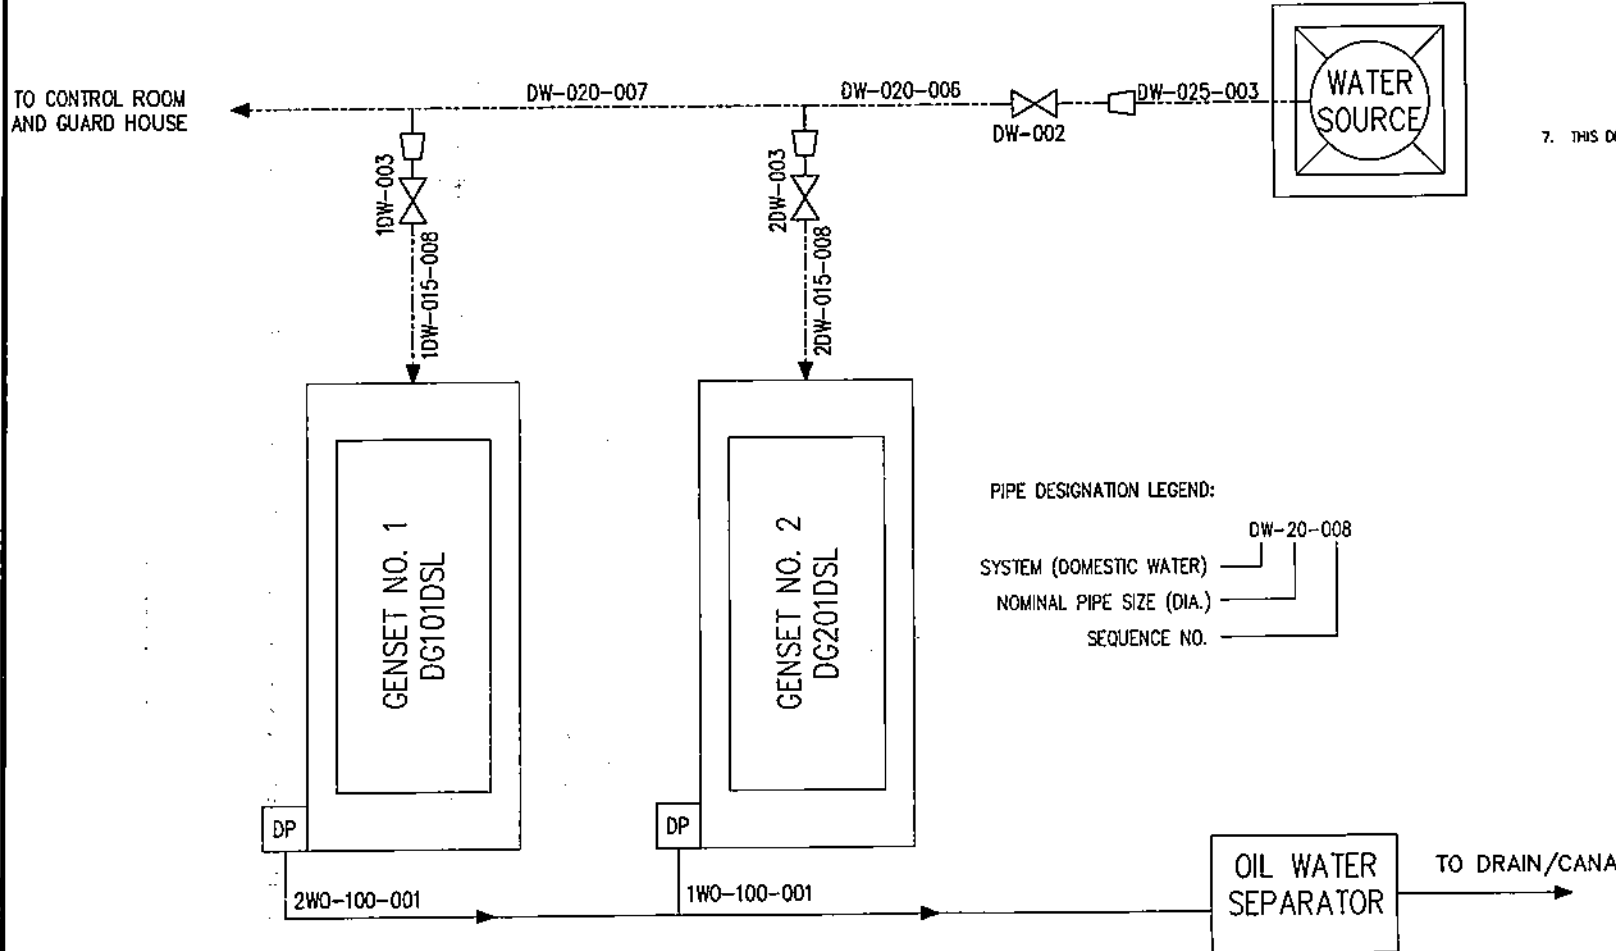 TO CONTROL ROOM
AND GUARD HOUSE
DW-020-007
DW-020-006
DW-002
DW-025-003
WATER
SOURCE
7. THIS
1DW-003
1DW-015-008
2DW-003
2DW-015-008
GENSET NO. 1
DG101DSL
GENSET NO. 2
DG201DSL
PIPE DESIGNATION LEGEND:
DW-20-008
SYSTEM (DOMESTIC WATER)
NOMINAL PIPE SIZE (DIA.)
SEQUENCE NO.
DP
DP
2WO-100-001
1WO-100-001
OIL WATER
SEPARATOR
TO DRAIN/CANA